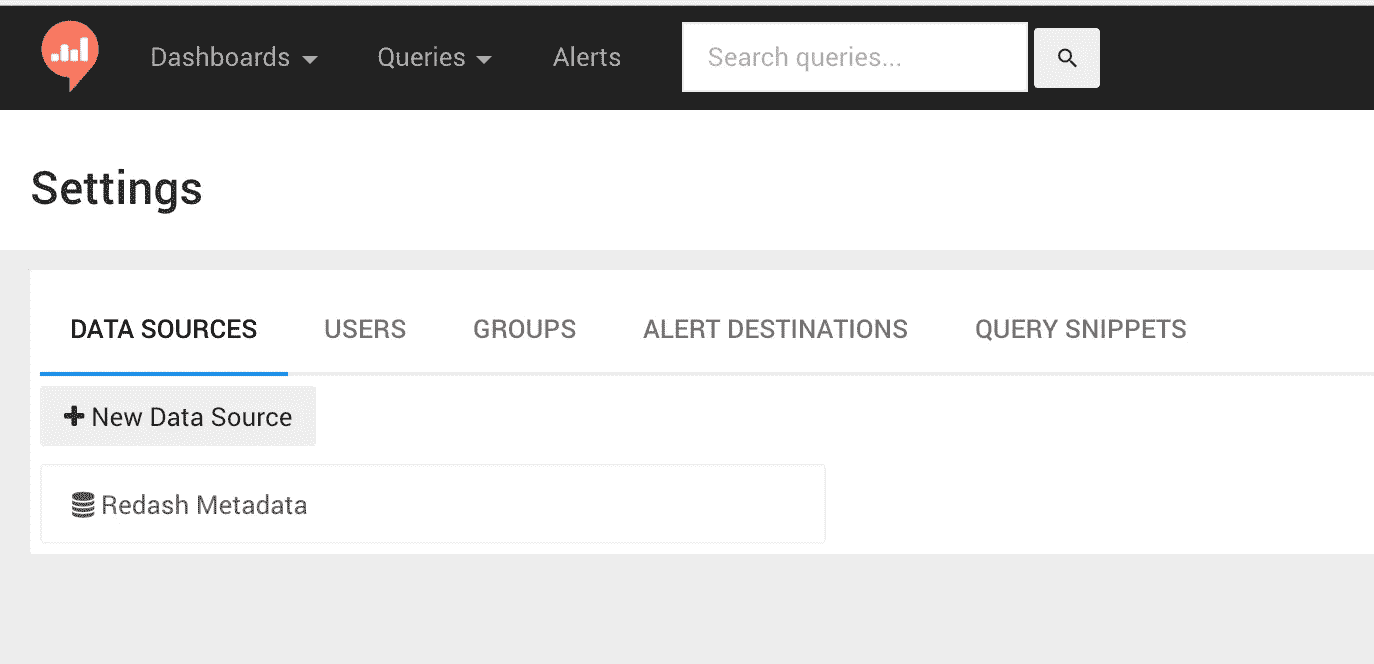 Dashboards Queries Alerts Search queries...
Settings
DATA SOURCES USERS GROUPS ALERT DESTINATIONS QUERY SNIPPETS
New Data Source
Redash Metadata